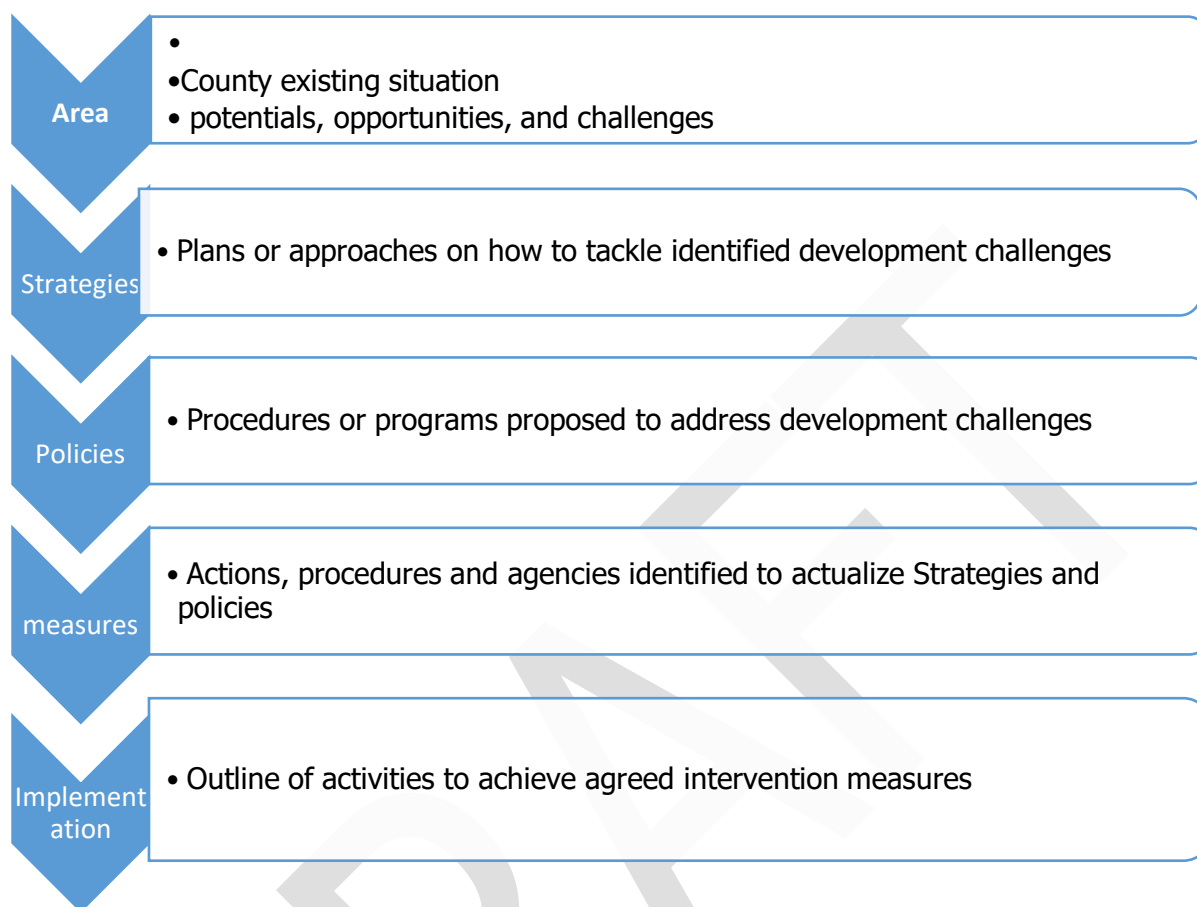 •
•County existing situation
• potentials, opportunities, and challenges
Area
• Plans or approaches on how to tackle identified development challenges
Strategies
• Procedures or programs proposed to address development challenges
Policies
• Actions, procedures and agencies identified to actualize Strategies and
policies
measures
• Outline of activities to achieve agreed intervention measures
Implement
ation
DRAFT